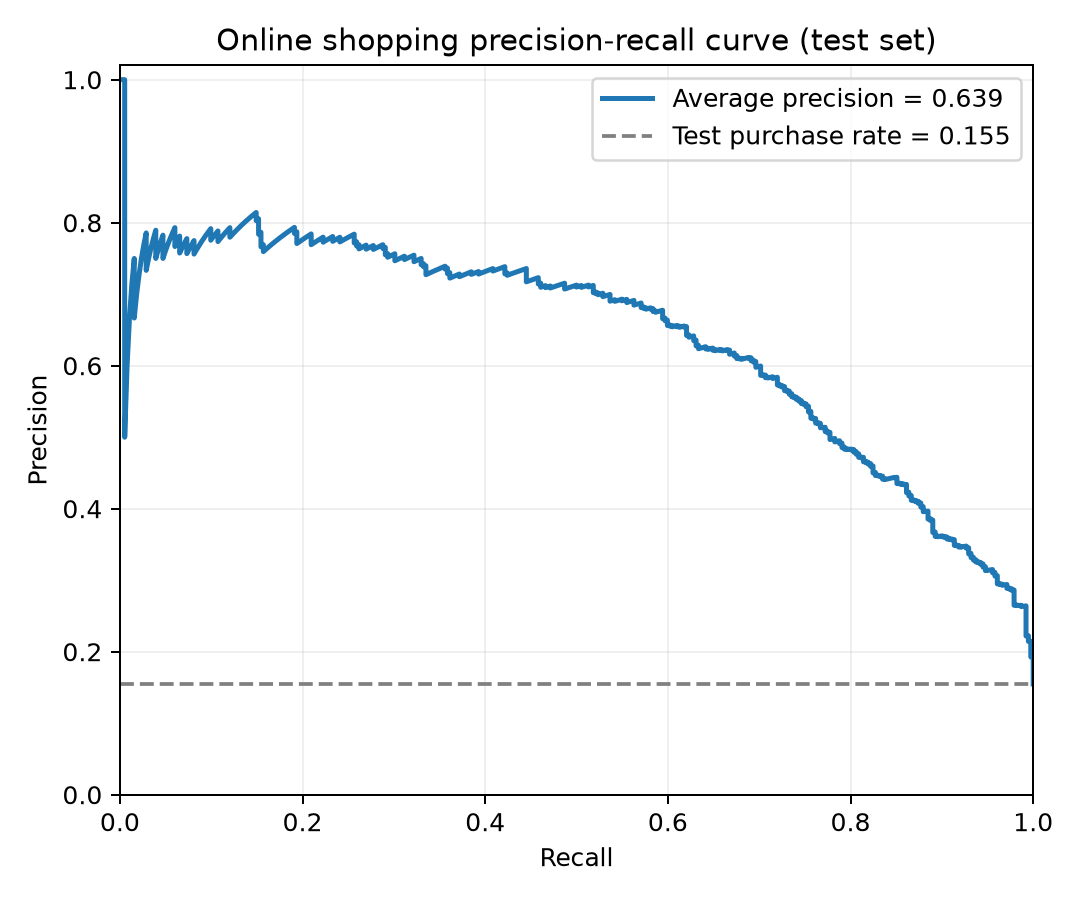 Online shopping precision-recall curve (test set)
Average precision = 0.639
Test purchase rate = 0.155
1.0
0.8
0.6
0.4
0.2
0.0
Precision
0.0 0.2 0.4 0.6 0.8 1.0
Recall